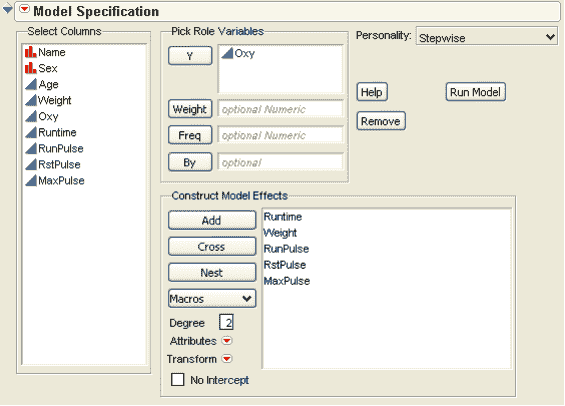 Model Specification
Select Columns
Name
Sex
Age
Weight
Oxy
Runtime
RunPulse
RstPulse
MaxPulse
Pick Role Variables
Y
Oxy
Weight
optional Numeric
Freq
optional Numeric
By
optional
Personality:
Stepwise
Help
Run Model
Remove
Construct Model Effects
Add
Cross
Nest
Macros
Degree
2
Attributes
Transform
No Intercept
Runtime
Weight
RunPulse
RstPulse
MaxPulse